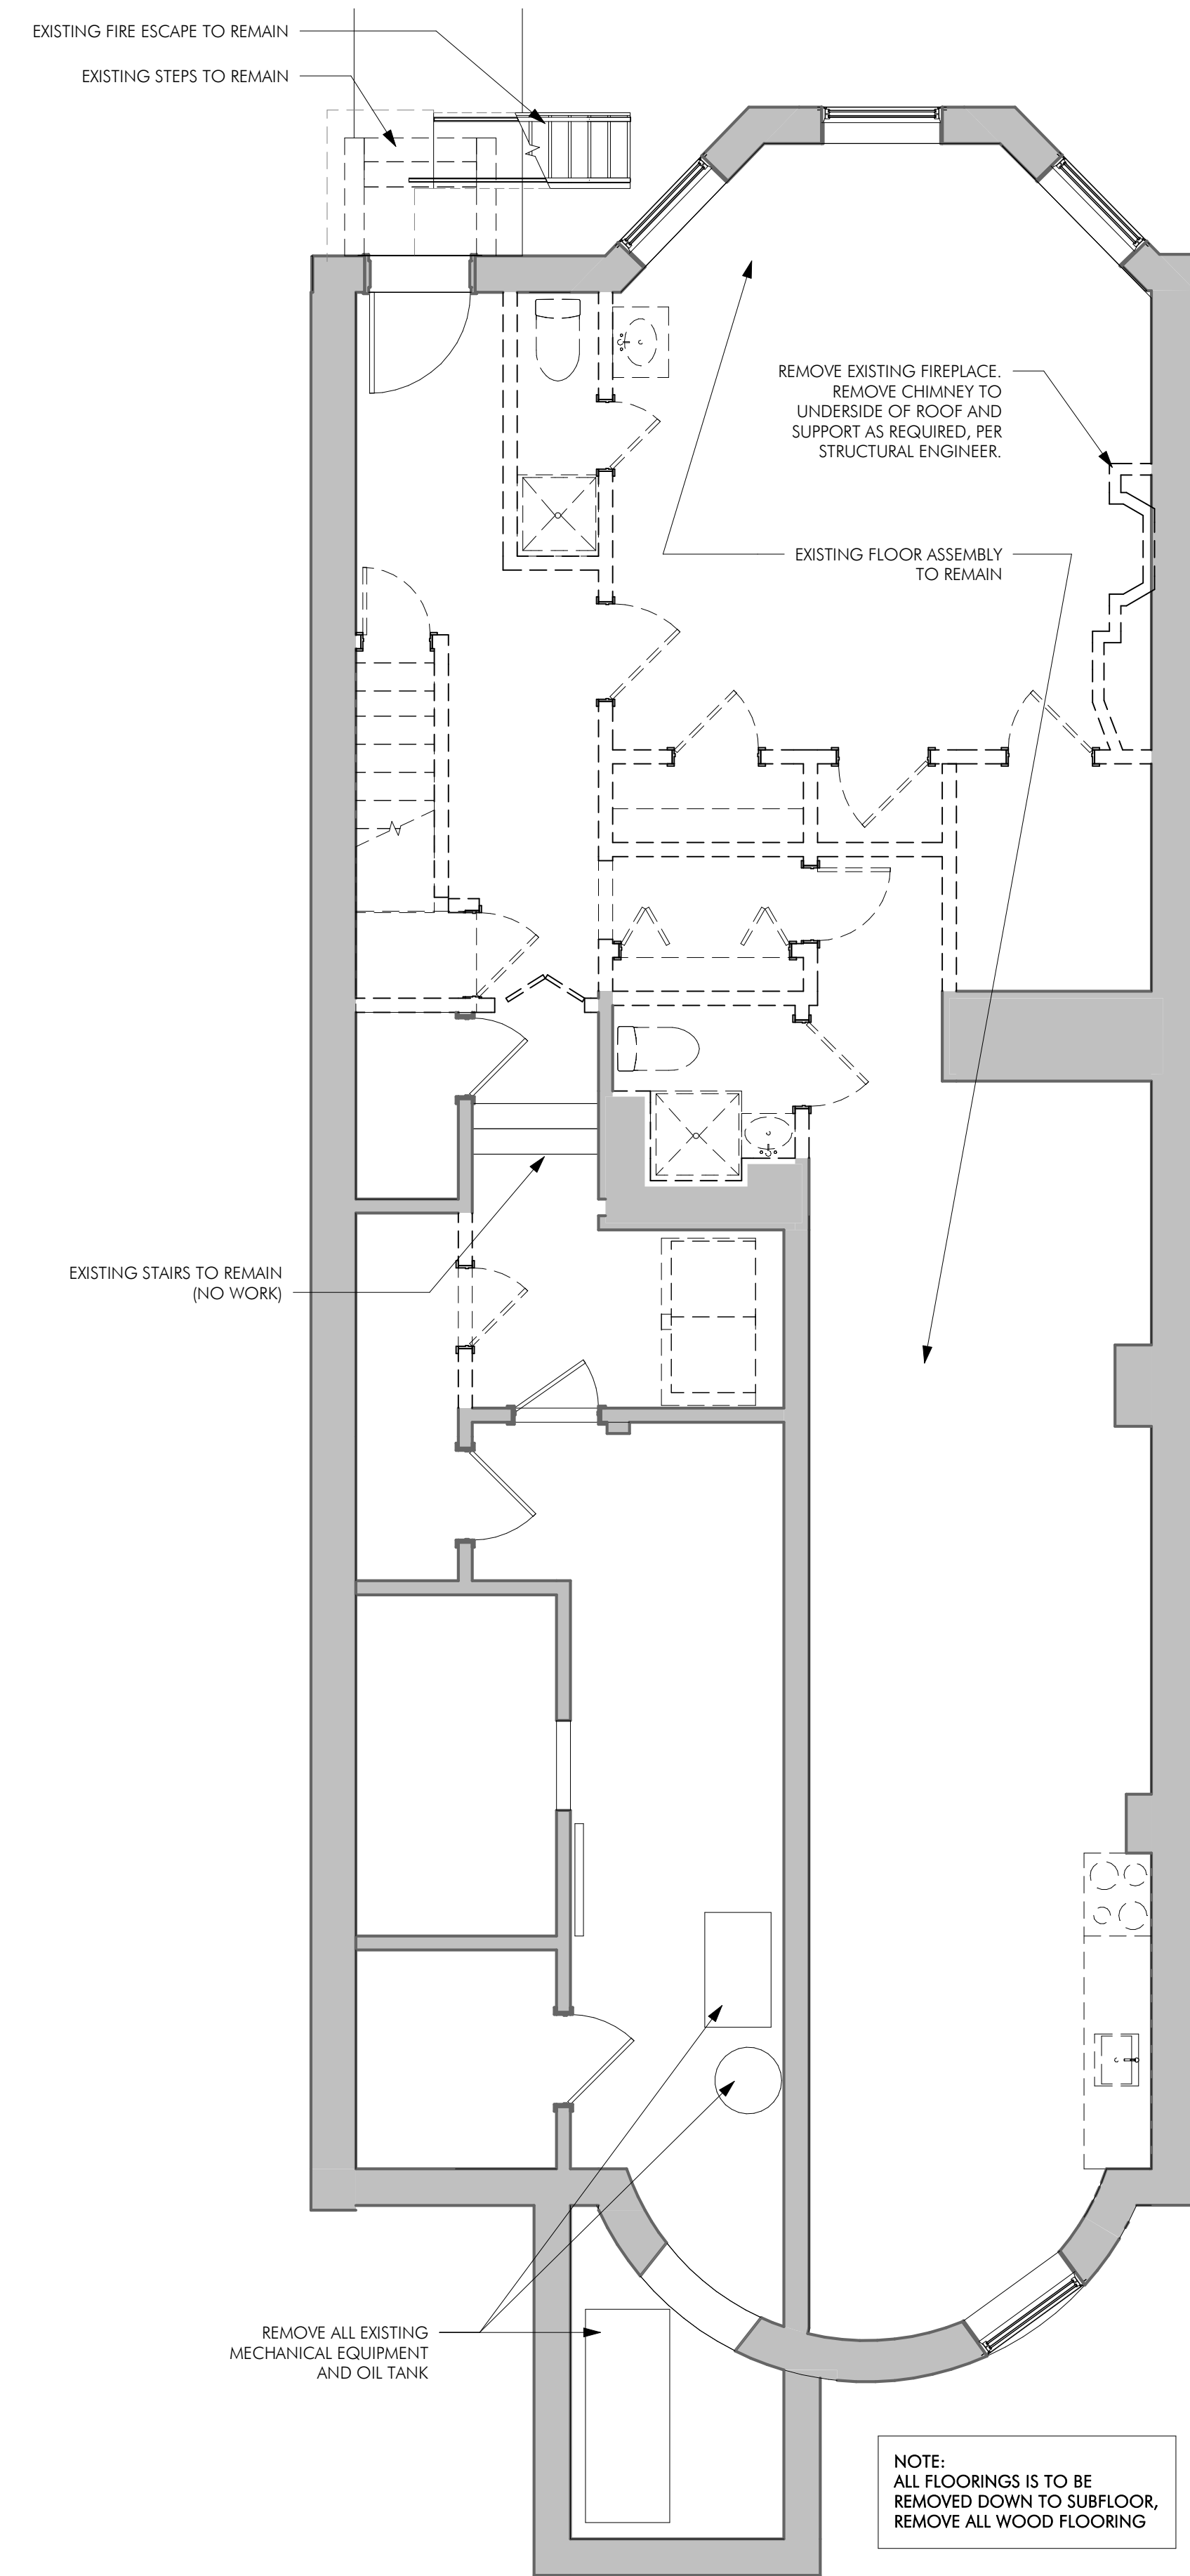 EXISTING FIRE ESCAPE TO REMAIN
EXISTING STEPS TO REMAIN
REMOVE EXISTING FIREPLACE.
REMOVE CHIMNEY TO
UNDERSIDE OF ROOF AND
SUPPORT AS REQUIRED, PER
STRUCTURAL ENGINEER.
EXISTING FLOOR ASSEMBLY
TO REMAIN
EXISTING STAIRS TO REMAIN
(NO WORK)
REMOVE ALL EXISTING
MECHANICAL EQUIPMENT
AND OIL TANK
NOTE:
ALL FLOORINGS IS TO BE
REMOVED DOWN TO SUBFLOOR,
REMOVE ALL WOOD FLOORING